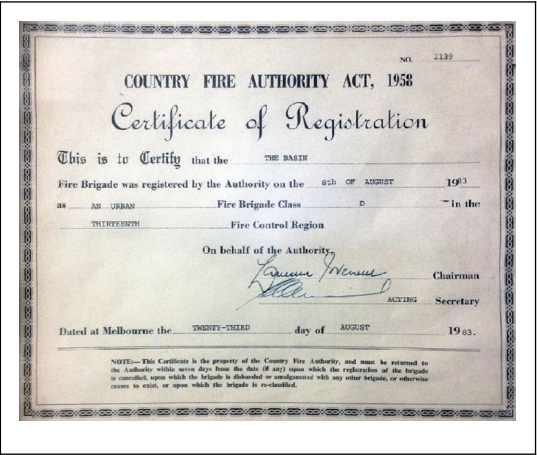 NO. 1139
COUNTRY FIRE AUTHORITY ACT, 1958
Certificate of Registration
This is to Certify that the THE BASIN
Fire Brigade was registered by the Authority on the 8th OF AUGUST 1983
as AN URBAN Fire Brigade Class D in the
THIRTEENTH Fire Control Region
On behalf of the Authority
Chairman
ACTING Secretary
Dated at Melbourne the TWENTY-THIRD day of AUGUST 1983.
NOTE:—This Certificate is the property of the Country Fire Authority, and must be returned to
the Authority within seven days from the date (if any) upon which the registration of the brigade
is cancelled, upon which the brigade is disbanded or amalgamated with any other brigade, or otherwise
ceases to exist, or upon which the brigade is re-classified.